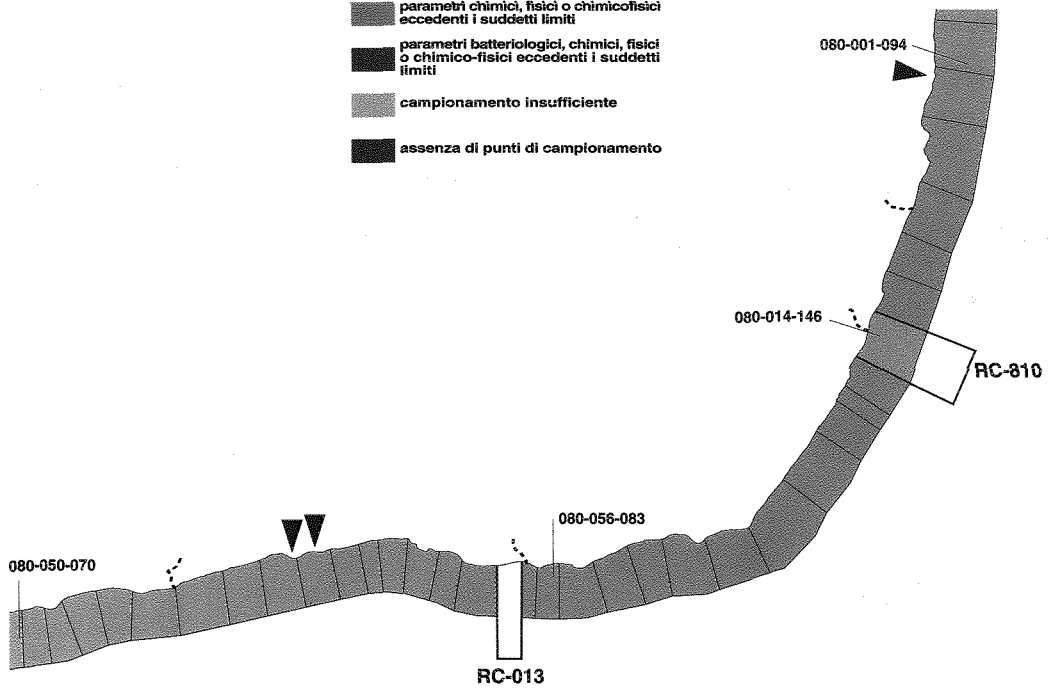 parametri chimici, fisici o chimicofisici
eccedenti i suddetti limiti
parametri batteriologici, chimici, fisici
o chimico-fisici eccedenti i suddetti
limiti
campionamento insufficiente
assenza di punti di campionamento
080-001-094
080-014-146
RC-810
080-056-083
080-050-070
RC-013